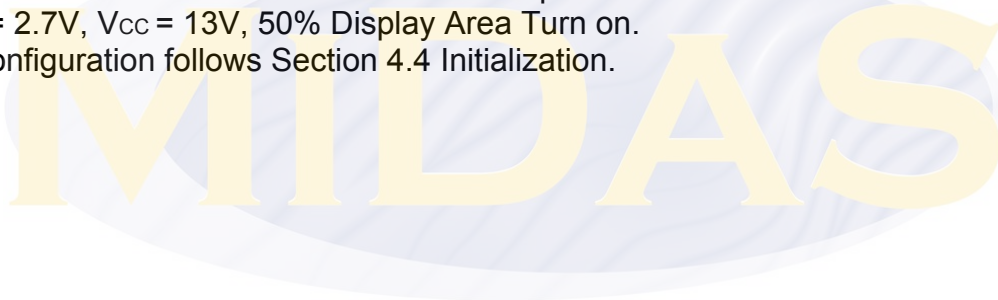 = 2.7V, Vcc = 13V, 50% Display Area Turn on.
onfiguration follows Section 4.4 Initialization.
MIDAS